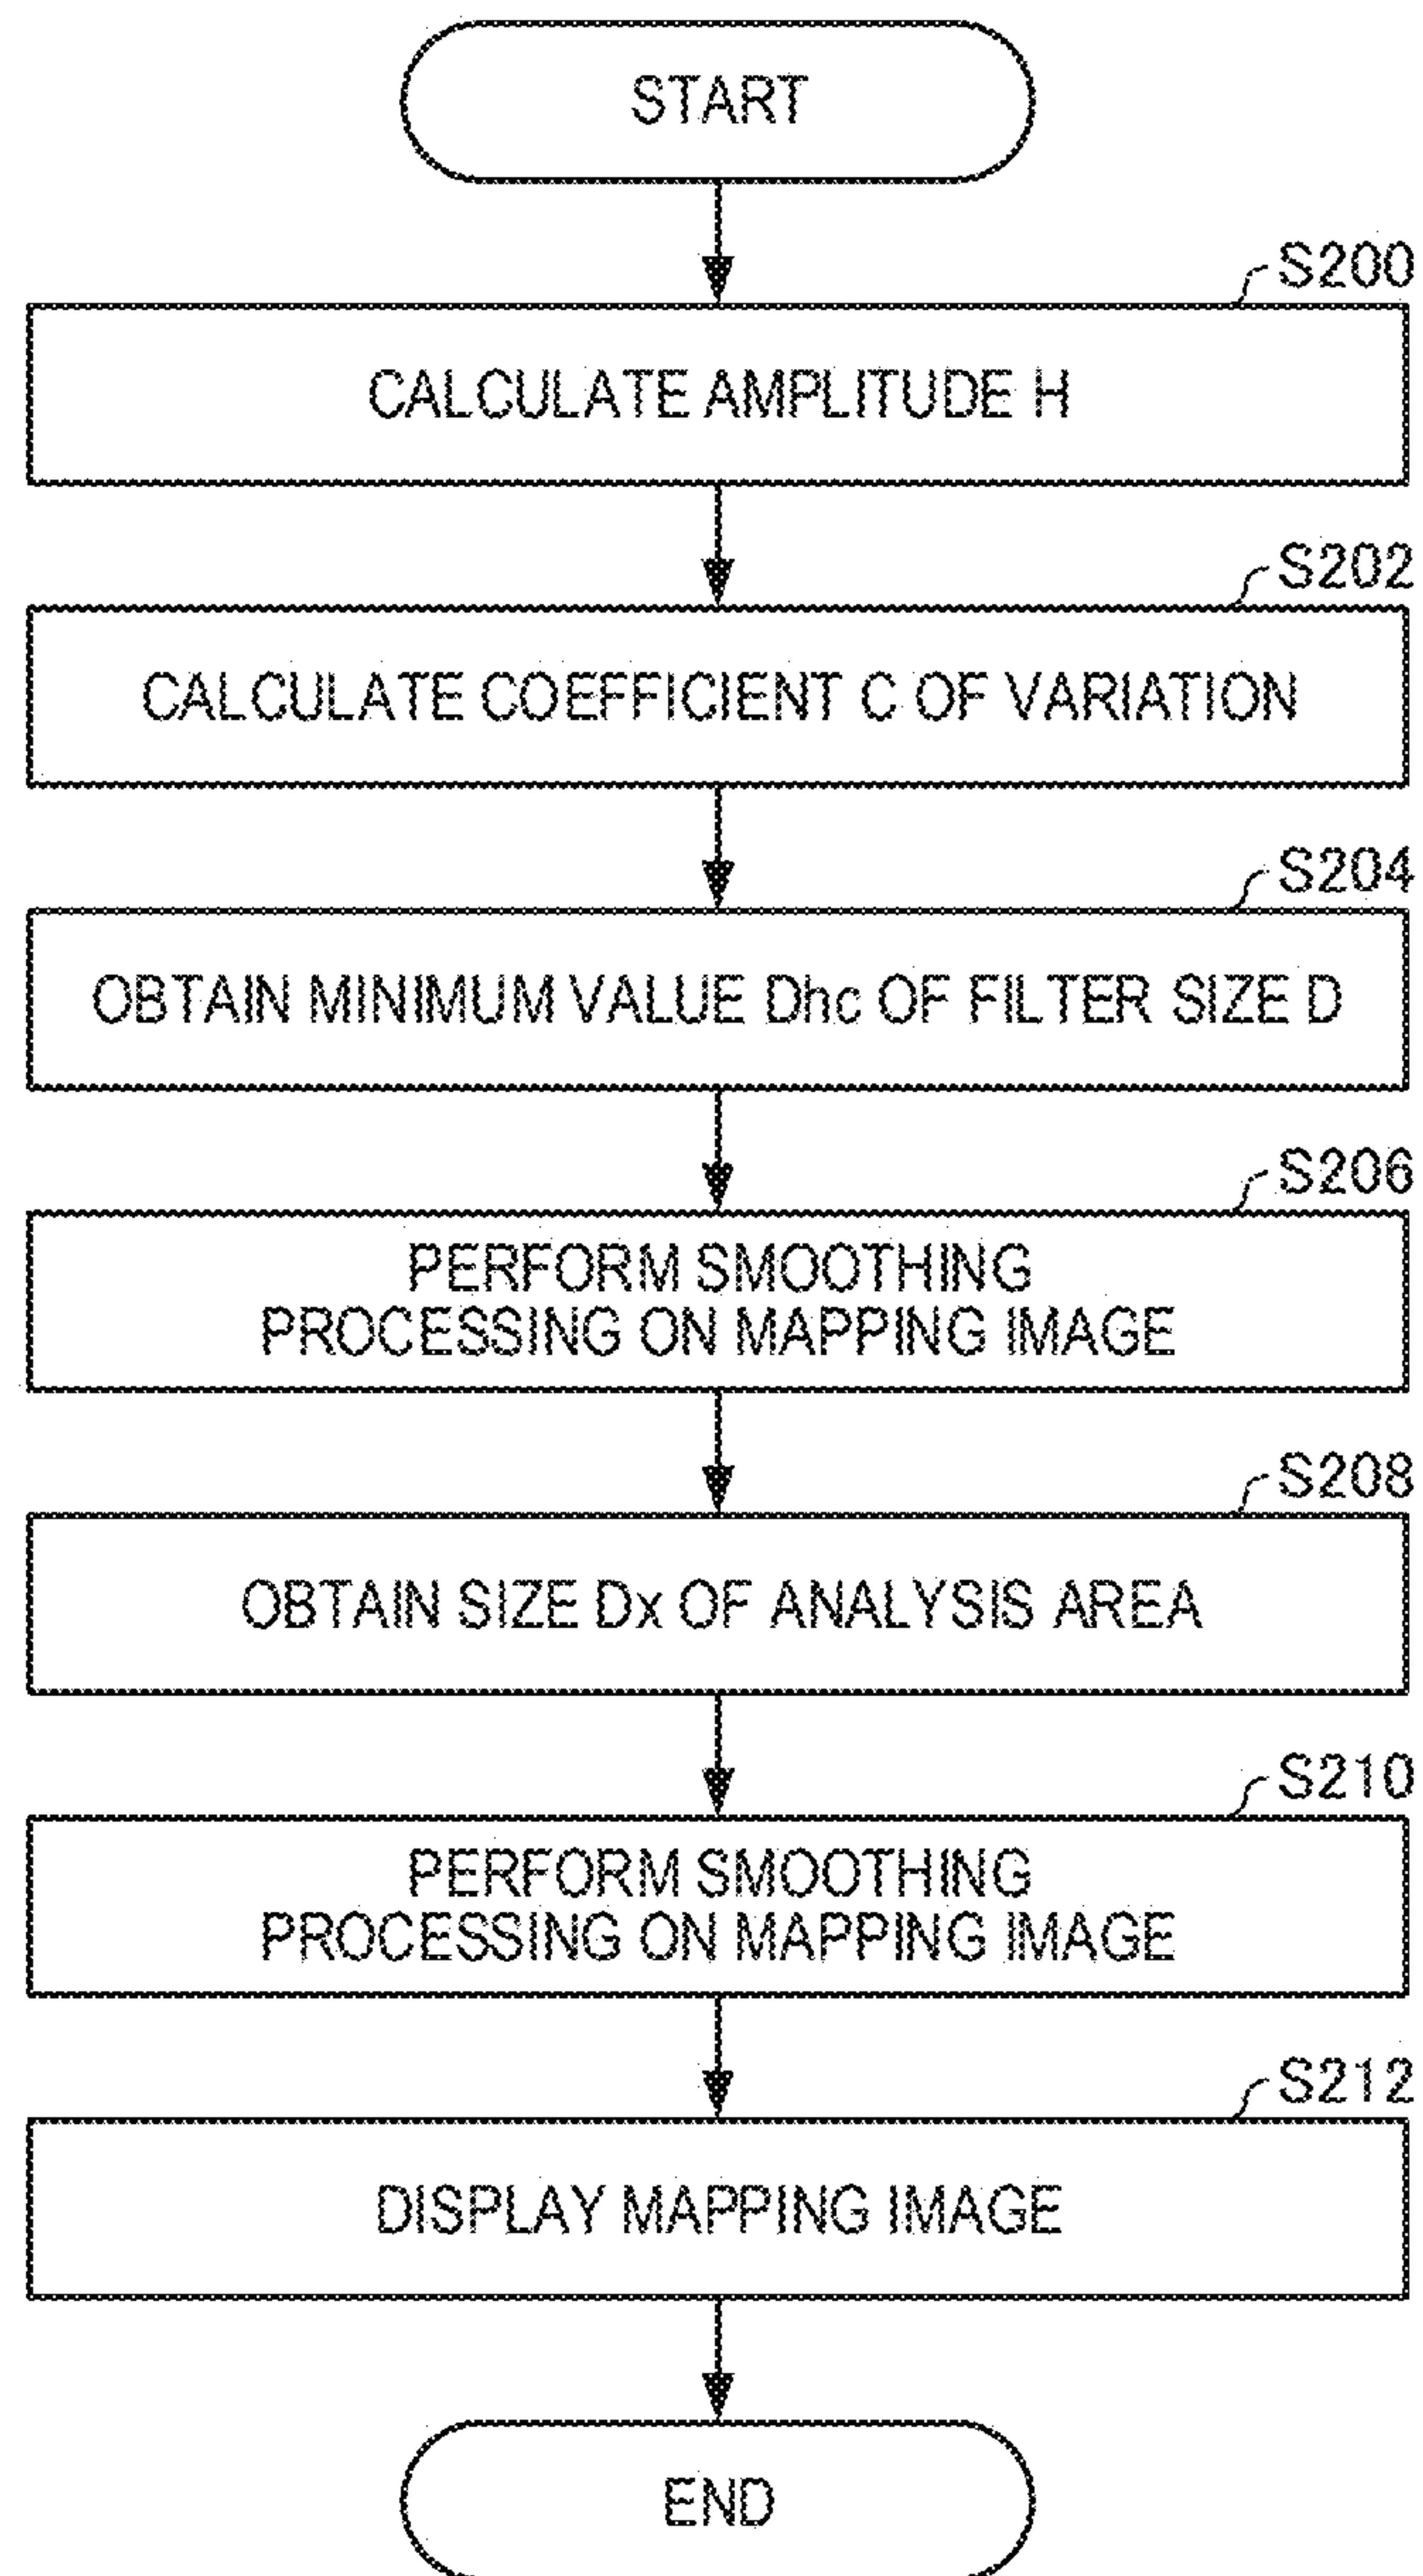 START
S200
CALCULATE AMPLITUDE H
S202
CALCULATE COEFFICIENT C OF VARIATION
S204
OBTAIN MINIMUM VALUE Dhc OF FILTER SIZE D
S206
PERFORM SMOOTHING
PROCESSING ON MAPPING IMAGE
S208
OBTAIN SIZE Dx OF ANALYSIS AREA
S210
PERFORM SMOOTHING
PROCESSING ON MAPPING IMAGE
S212
DISPLAY MAPPING IMAGE
END